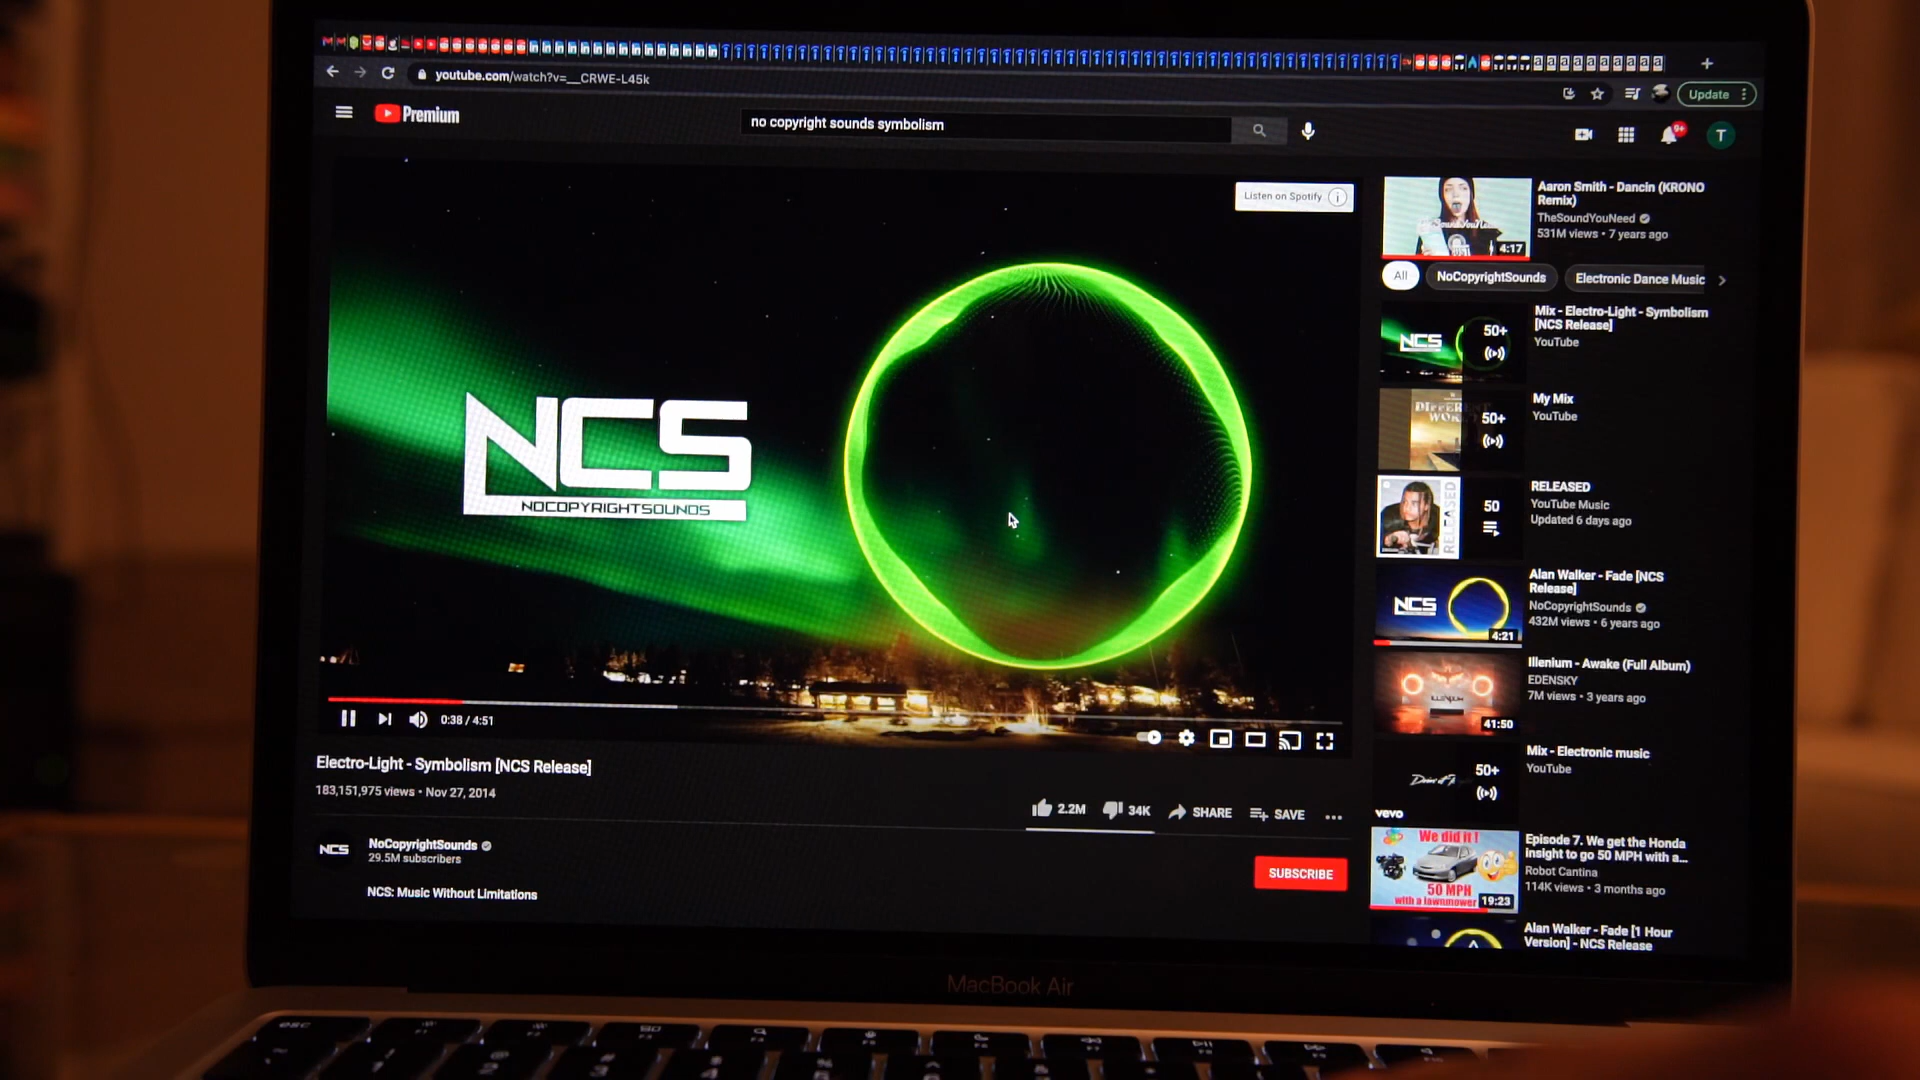 youtube.com/watch?v=__CRWE-L45k
Update
Premium
no copyright sounds symbolism
9+
T
Listen on Spotify
NCS
NOCOPYRIGHTSOUNDS
0:38 / 4:51
Electro-Light - Symbolism [NCS Release]
183,151,975 views • Nov 27, 2014
2.2M
34K
SHARE
SAVE
NCS
NoCopyrightSounds
29.5M subscribers
SUBSCRIBE
NCS: Music Without Limitations
4:17
Aaron Smith - Dancin (KRONO
Remix)
TheSoundYouNeed
531M views • 7 years ago
All
NoCopyrightSounds
Electronic Dance Music
NCS
50+
Mix - Electro-Light - Symbolism
[NCS Release]
YouTube
50+
My Mix
YouTube
RELEASED
50
RELEASED
YouTube Music
Updated 6 days ago
NCS
4:21
Alan Walker - Fade [NCS
Release]
NoCopyrightSounds
432M views • 6 years ago
41:50
Illenium - Awake (Full Album)
EDENSKY
7M views • 3 years ago
50+
vevo
Mix - Electronic music
YouTube
We did it !
50 MPH
with a lawnmower
19:23
Episode 7. We get the Honda
insight to go 50 MPH with a...
Robot Cantina
114K views • 3 months ago
Alan Walker - Fade [1 Hour
Version] - NCS Release
MacBook Air
esc